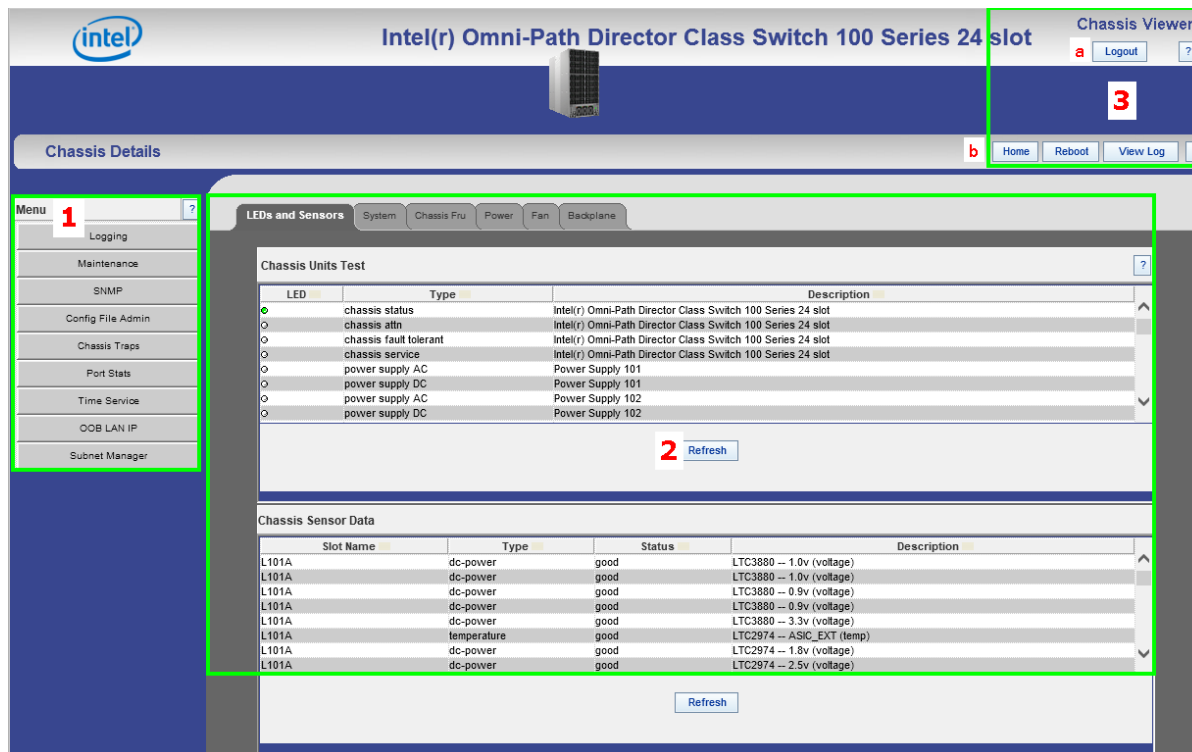 intel
Intel(r) Omni-Path Director Class Switch 100 Series 24 slot
Chassis Viewer
a Logout ?
3
Chassis Details
b Home Reboot View Log
Menu 1 ?
Logging
Maintenance
SNMP
Config File Admin
Chassis Traps
Port Stats
Time Service
OOB LAN IP
Subnet Manager
LEDs and Sensors System Chassis Fru Power Fan Backplane
Chassis Units Test ?
LED Type Description
chassis status Intel(r) Omni-Path Director Class Switch 100 Series 24 slot
chassis attn Intel(r) Omni-Path Director Class Switch 100 Series 24 slot
chassis fault tolerant Intel(r) Omni-Path Director Class Switch 100 Series 24 slot
chassis service Intel(r) Omni-Path Director Class Switch 100 Series 24 slot
power supply AC Power Supply 101
power supply DC Power Supply 101
power supply AC Power Supply 102
power supply DC Power Supply 102
2 Refresh
Chassis Sensor Data
Slot Name Type Status Description
L101A dc-power good LTC3880 -- 1.0v (voltage)
L101A dc-power good LTC3880 -- 1.0v (voltage)
L101A dc-power good LTC3880 -- 0.9v (voltage)
L101A dc-power good LTC3880 -- 0.9v (voltage)
L101A dc-power good LTC3880 -- 3.3v (voltage)
L101A temperature good LTC2974 -- ASIC_EXT (temp)
L101A dc-power good LTC2974 -- 1.8v (voltage)
L101A dc-power good LTC2974 -- 2.5v (voltage)
Refresh